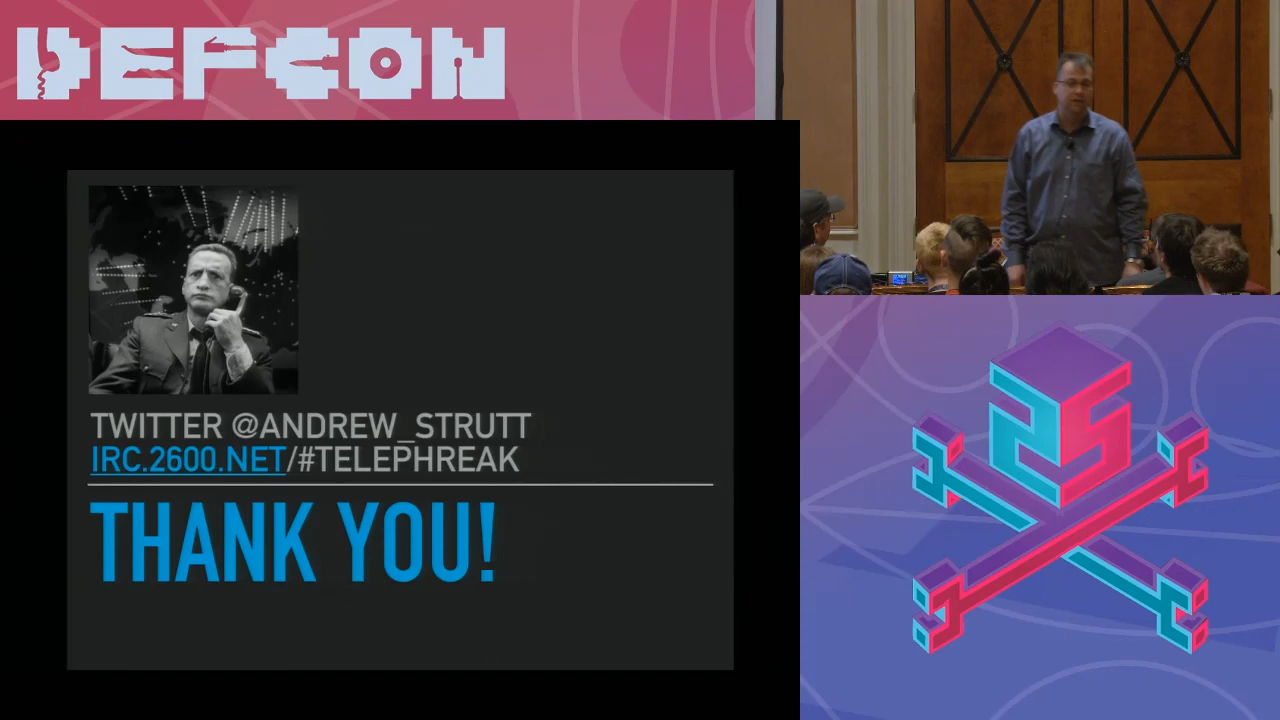 DEFCON
TWITTER @ANDREW_STRUTT
IRC.2600.NET/#TELEPHREAK
THANK YOU!
25